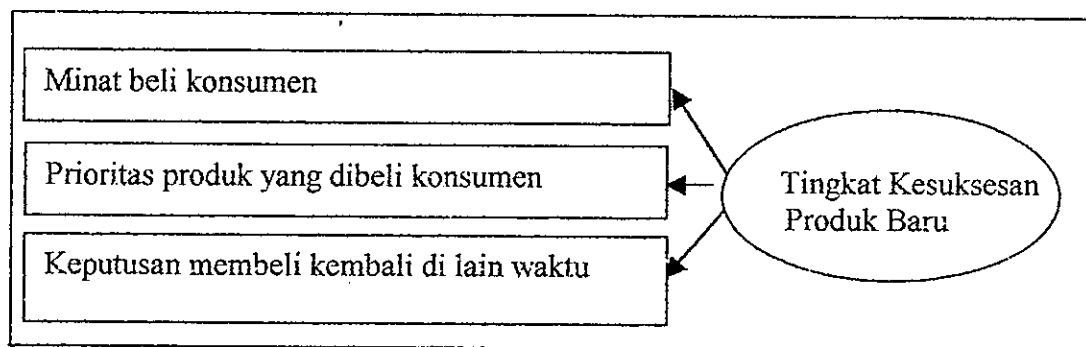 Minat beli konsumen
Prioritas produk yang dibeli konsumen
Keputusan membeli kembali di lain waktu
Tingkat Kesuksesan
Produk Baru